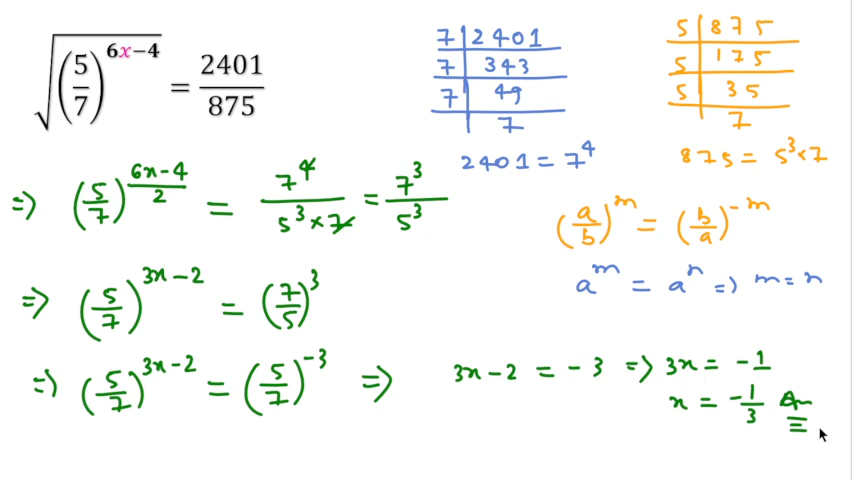 √(5/7)^(6x−4) = 2401/875
7 | 2401
7 | 343
7 | 49
7
2401 = 7^4
5 | 875
5 | 175
5 | 35
7
875 = 5^3 × 7
⇒ (5/7)^((6x−4)/2) = 7^4/(5^3 × 7) = 7^3/5^3
(a/b)^m = (b/a)^−m
a^m = a^n ⇒ m = n
⇒ (5/7)^(3x−2) = (7/5)^3
⇒ (5/7)^(3x−2) = (5/7)^−3 ⇒ 3x−2 = −3 ⇒ 3x = −1
x = −1/3 Ans